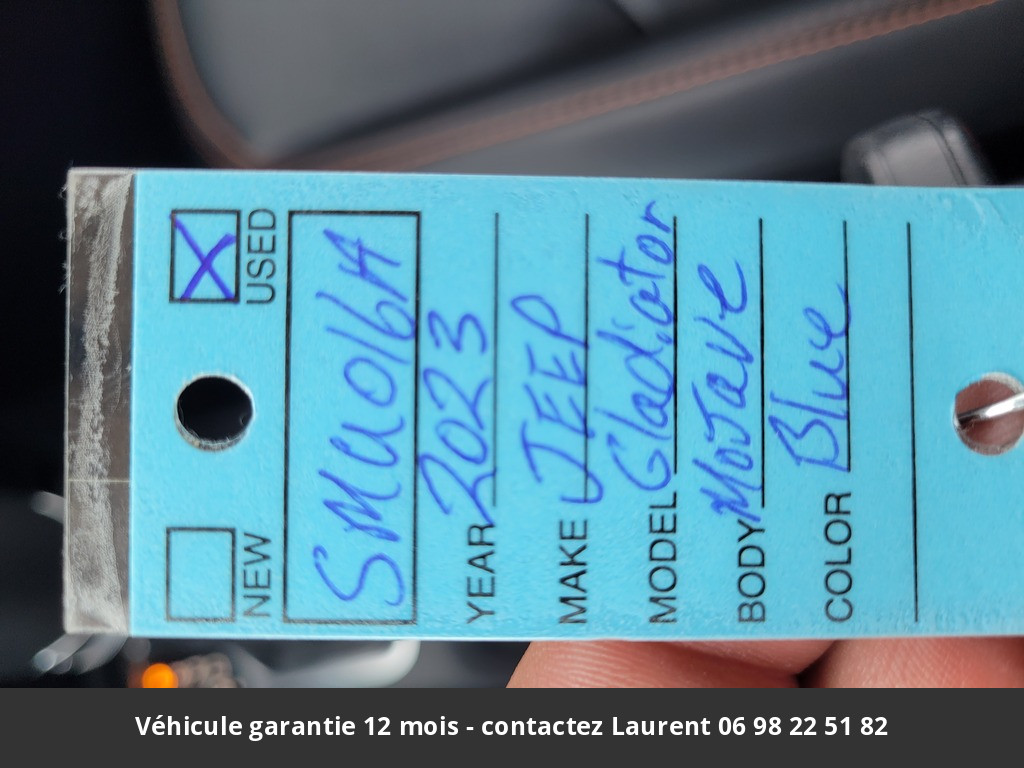 NEW USED
SMU016A
YEAR 2023
MAKE JEEP
MODEL Gladiator
BODY Mojave
COLOR Blue
Véhicule garantie 12 mois - contactez Laurent 06 98 22 51 82